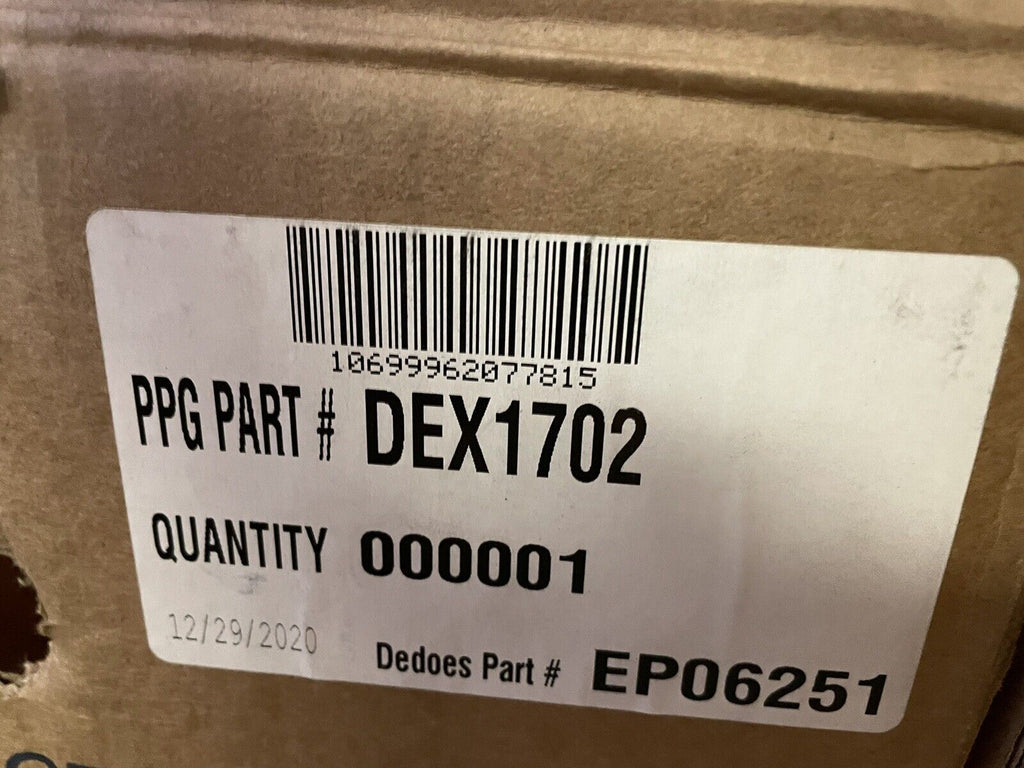 10699962077815
PPG PART # DEX1702
QUANTITY 000001
12/29/2020
Dedoes Part # EP06251